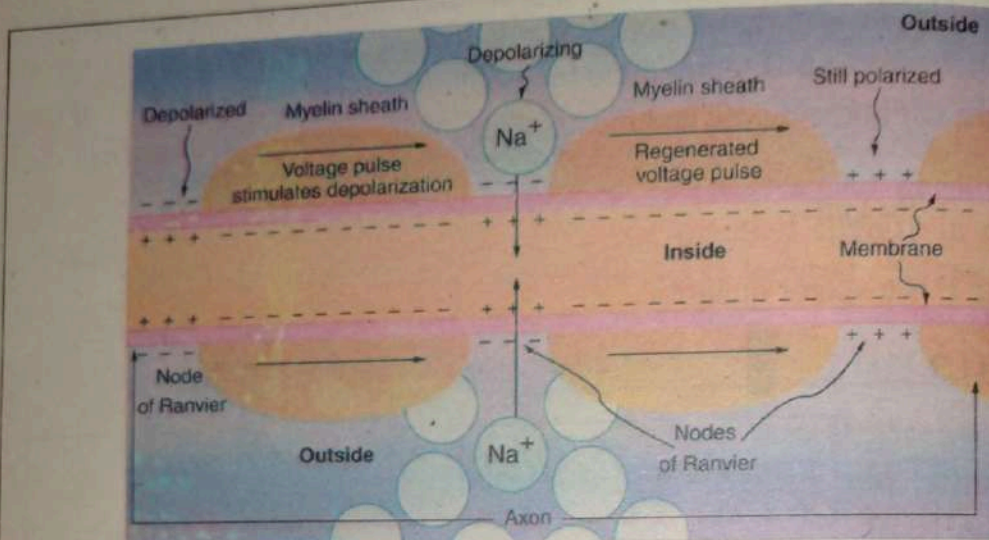 Outside
Depolarizing
Still polarized
Myelin sheath
Myelin sheath
Depolarized
Na+
Voltage pulse
stimulates depolarization
Regenerated
voltage pulse
- - -
- -
+ + +
+ + +
- - - - - - - - - - - - -
+ + +
- - - - - - - - - - - - - - - - -
Inside
Membrane
+ + +
- - - - - - - - - - - - -
+ + +
- - - - - - - - - - - - - - - - -
- - -
- - -
+ + +
Node
of Ranvier
Nodes
of Ranvier
Outside
Na+
Axon